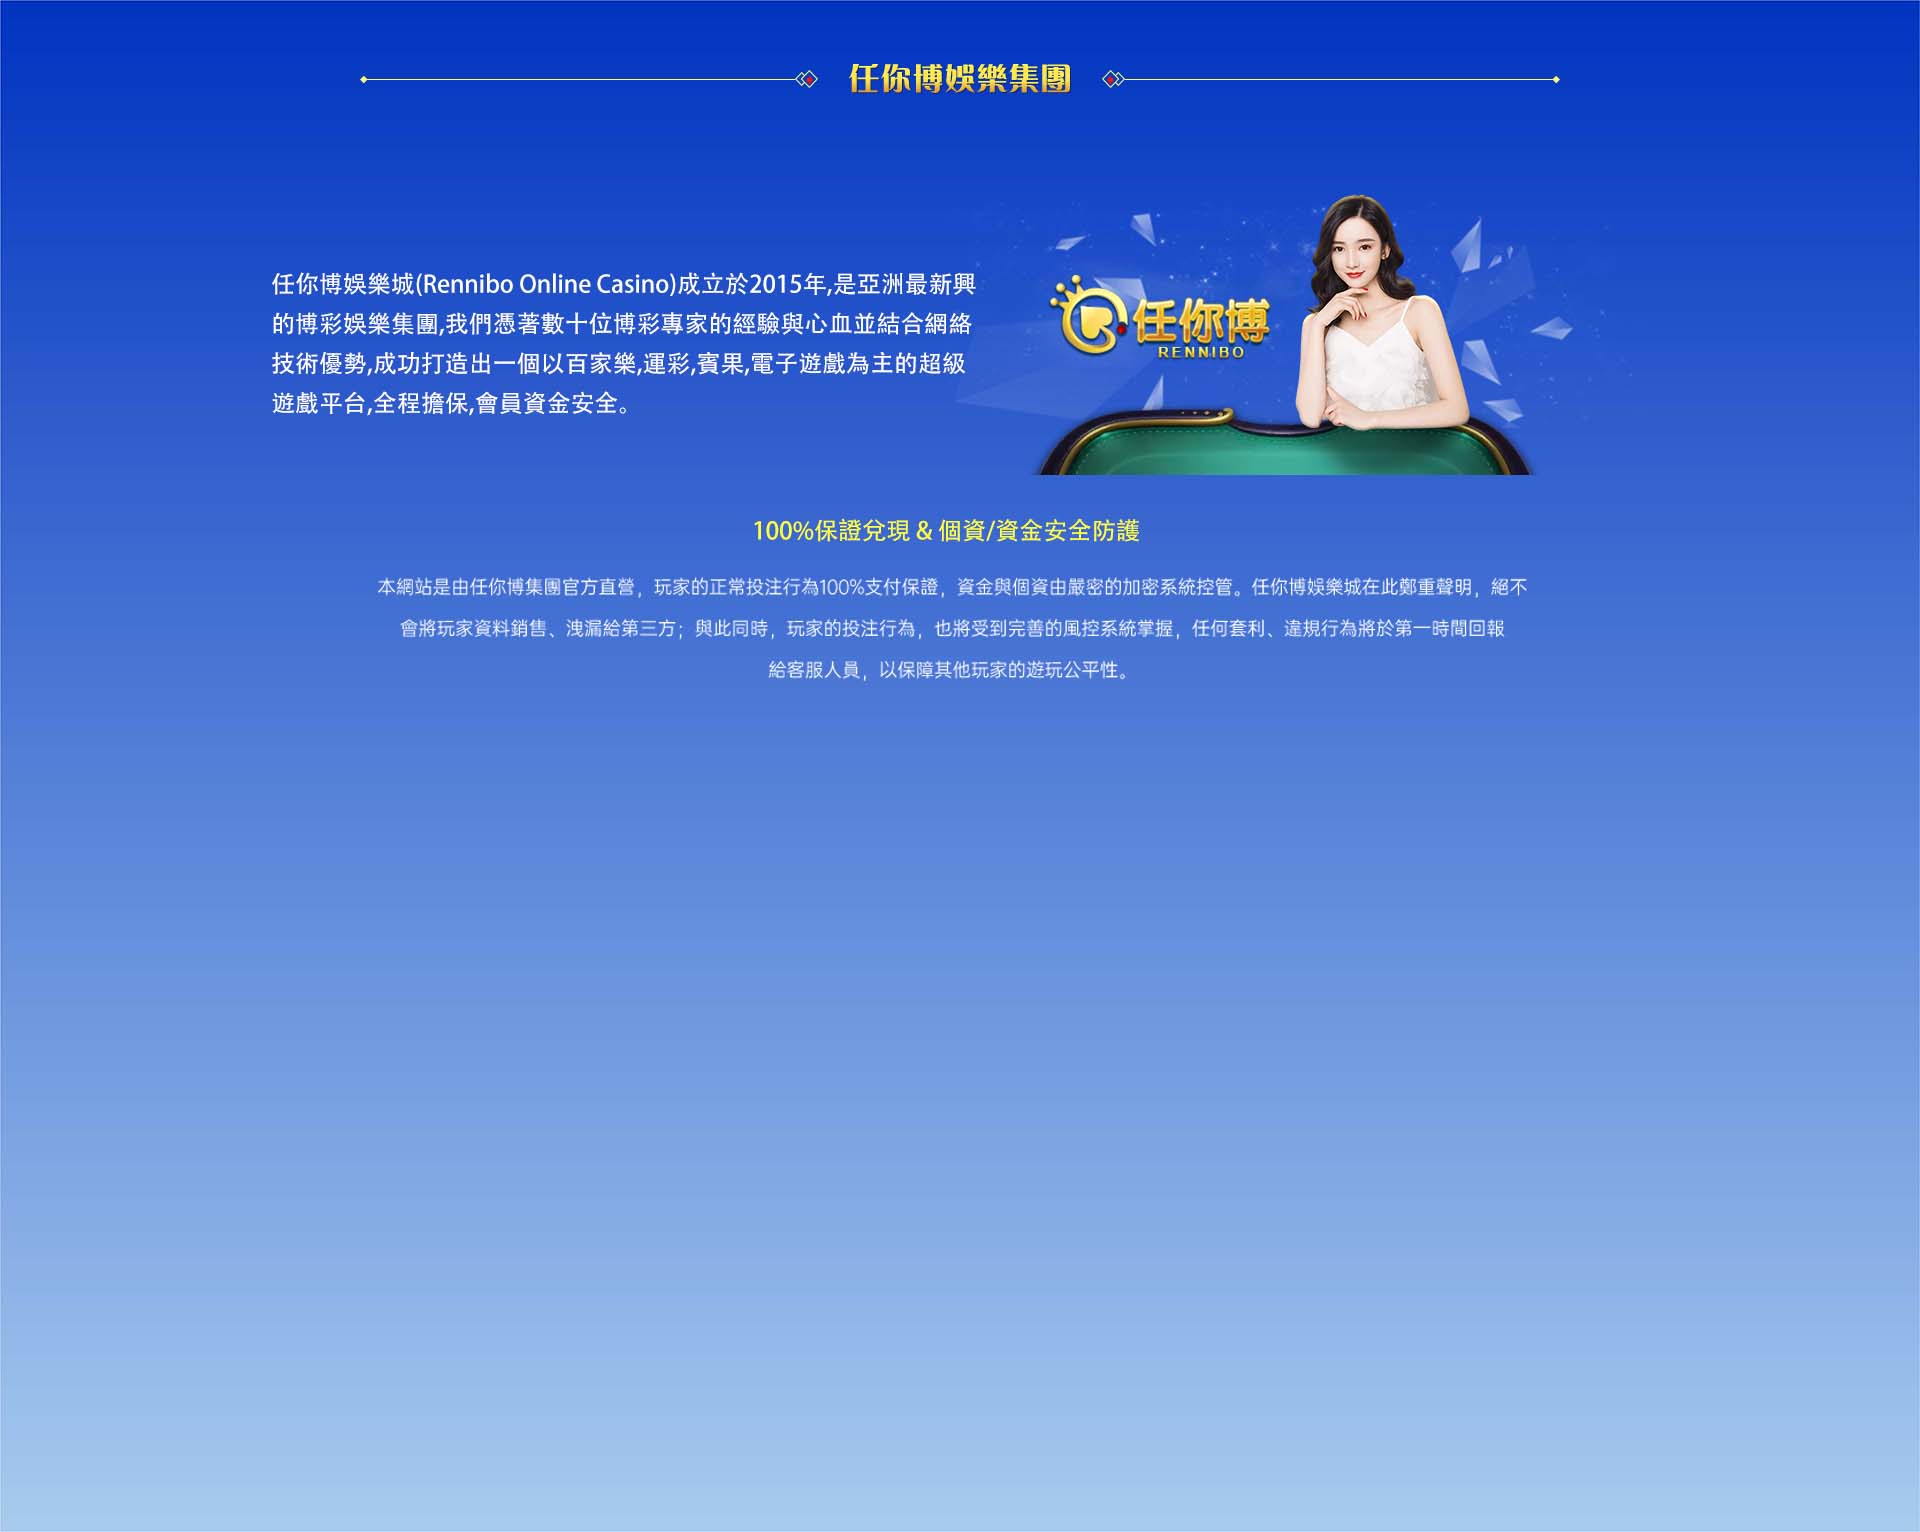 任你博娛樂集團
任你博娛樂城(Rennibo Online Casino)成立於2015年,是亞洲最新興
的博彩娛樂集團,我們憑著數十位博彩專家的經驗與心血並結合網絡
技術優勢,成功打造出一個以百家樂,運彩,賓果,電子遊戲為主的超級
遊戲平台,全程擔保,會員資金安全。
任你博
RENNIBO
100%保證兌現 & 個資/資金安全防護
本網站是由任你博集團官方直營，玩家的正常投注行為100%支付保證，資金與個資由嚴密的加密系統控管。任你博娛樂城在此鄭重聲明，絕不
會將玩家資料銷售、洩漏給第三方；與此同時，玩家的投注行為，也將受到完善的風控系統掌握，任何套利、違規行為將於第一時間回報
給客服人員，以保障其他玩家的遊玩公平性。